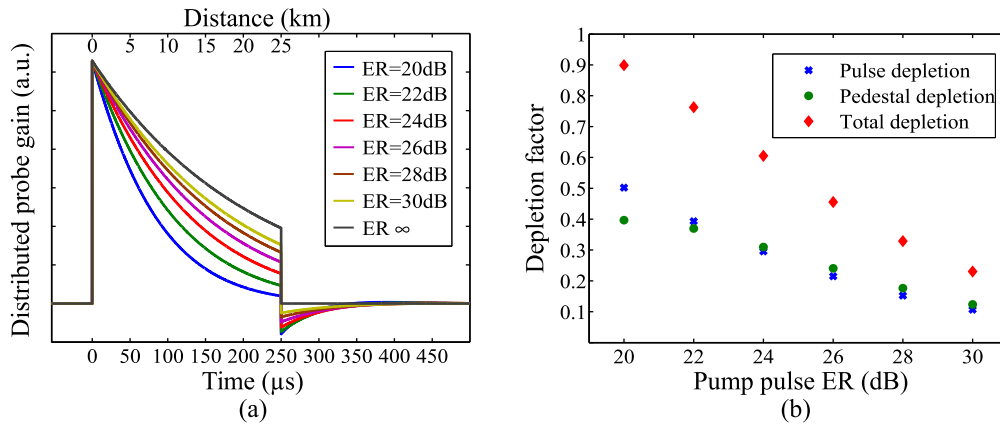 Distance (km)
0 5 10 15 20 25
Distributed probe gain (a.u.)
ER=20dB
ER=22dB
ER=24dB
ER=26dB
ER=28dB
ER=30dB
ER ∞
0 50 100 150 200 250 300 350 400 450
Time (µs)
(a)
1
0.9
0.8
0.7
0.6
0.5
0.4
0.3
0.2
0.1
Depletion factor
Pulse depletion
Pedestal depletion
Total depletion
20 22 24 26 28 30
Pump pulse ER (dB)
(b)